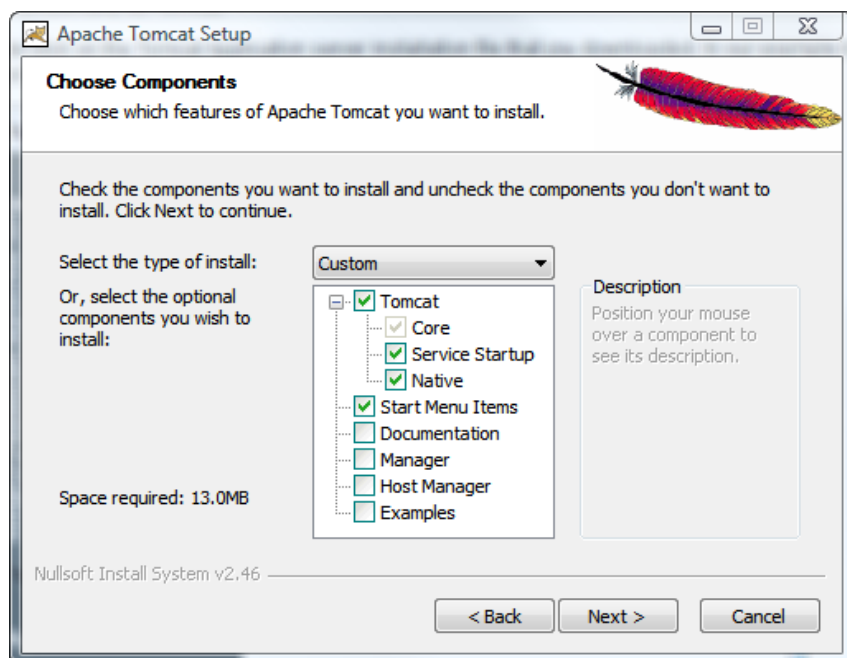 Apache Tomcat Setup
Choose Components
Choose which features of Apache Tomcat you want to install.
Check the components you want to install and uncheck the components you don't want to
install. Click Next to continue.
Select the type of install:
Custom
Or, select the optional
components you wish to
install:
Tomcat
Core
Service Startup
Native
Start Menu Items
Documentation
Manager
Host Manager
Examples
Description
Position your mouse
over a component to
see its description.
Space required: 13.0MB
Nullsoft Install System v2.46
< Back
Next >
Cancel